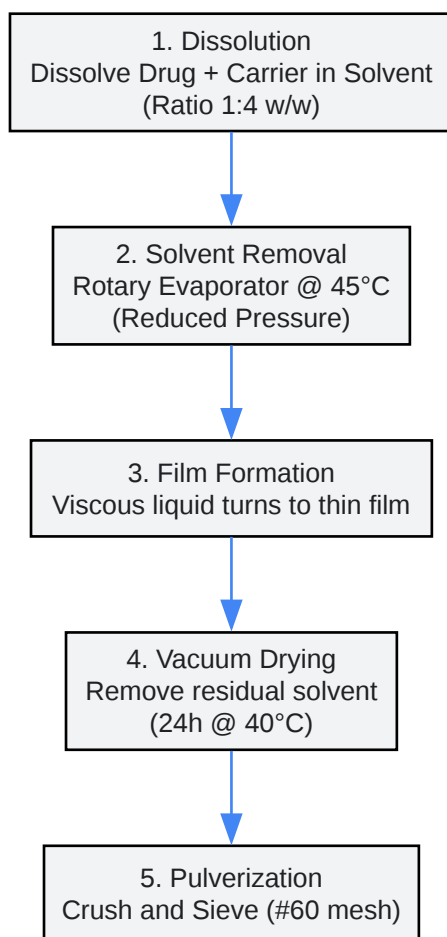 1. Dissolution
Dissolve Drug + Carrier in Solvent
(Ratio 1:4 w/w)
2. Solvent Removal
Rotary Evaporator @ 45°C
(Reduced Pressure)
3. Film Formation
Viscous liquid turns to thin film
4. Vacuum Drying
Remove residual solvent
(24h @ 40°C)
5. Pulverization
Crush and Sieve (#60 mesh)